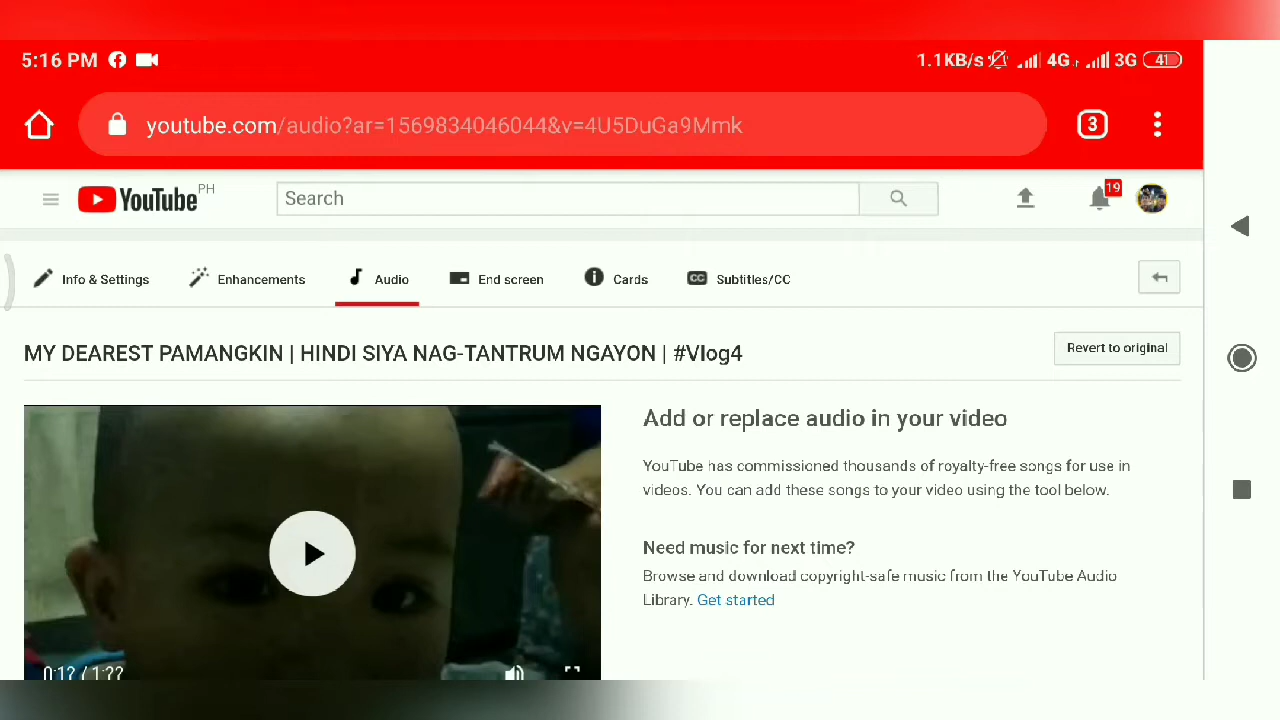 5:16 PM 1.1KB/s 4G 3G 41
youtube.com/audio?ar=1569834046044&v=4U5DuGa9Mmk 3
YouTube PH Search 19
Info & Settings Enhancements Audio End screen Cards CC Subtitles/CC
MY DEAREST PAMANGKIN | HINDI SIYA NAG-TANTRUM NGAYON | #Vlog4 Revert to original
Add or replace audio in your video
YouTube has commissioned thousands of royalty-free songs for use in
videos. You can add these songs to your video using the tool below.
Need music for next time?
Browse and download copyright-safe music from the YouTube Audio
Library. Get started